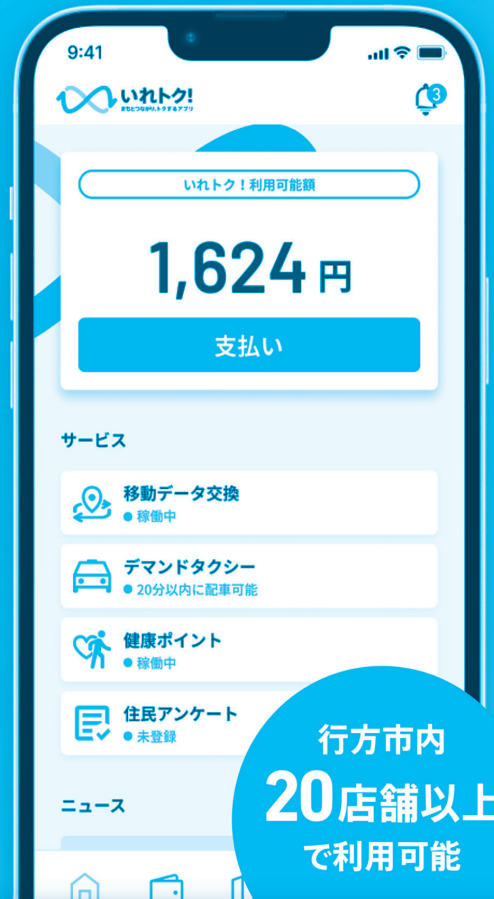 9:41
いれトク!
まちとつながり、トクするアプリ
3
いれトク！利用可能額
1,624 円
支払い
サービス
移動データ交換
稼働中
デマンドタクシー
20分以内に配車可能
健康ポイント
稼働中
住民アンケート
未登録
ニュース
行方市内
20店舗以上
で利用可能